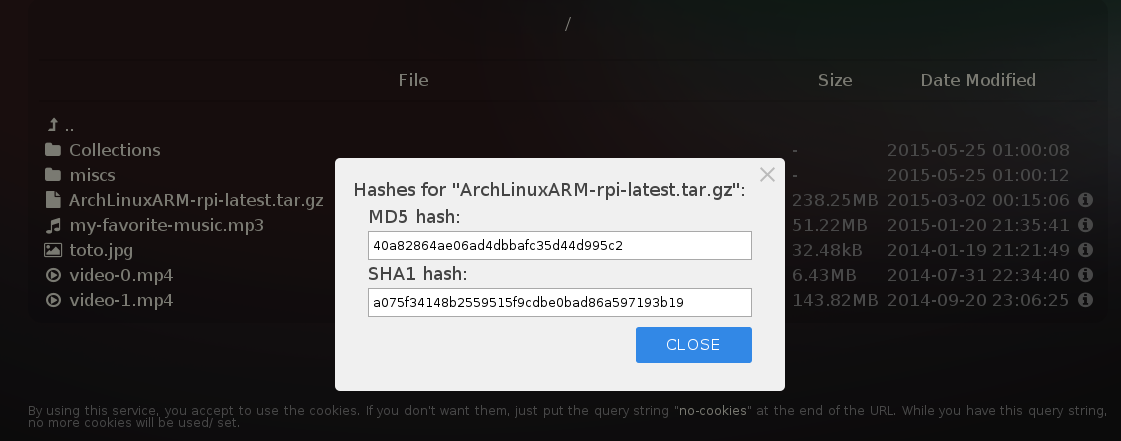 /
File Size Date Modified
..
Collections - 2015-05-25 01:00:08
miscs - 2015-05-25 01:00:12
ArchLinuxARM-rpi-latest.tar.gz 238.25MB 2015-03-02 00:15:06
my-favorite-music.mp3 51.22MB 2015-01-20 21:35:41
toto.jpg 32.48kB 2014-01-19 21:21:49
video-0.mp4 6.43MB 2014-07-31 22:34:40
video-1.mp4 143.82MB 2014-09-20 23:06:25
Hashes for "ArchLinuxARM-rpi-latest.tar.gz":
MD5 hash:
40a82864ae06ad4dbbafc35d44d995c2
SHA1 hash:
a075f34148b2559515f9cdbe0bad86a597193b19
CLOSE
By using this service, you accept to use the cookies. If you don't want them, just put the query string "no-cookies" at the end of the URL. While you have this query string,
no more cookies will be used/ set.